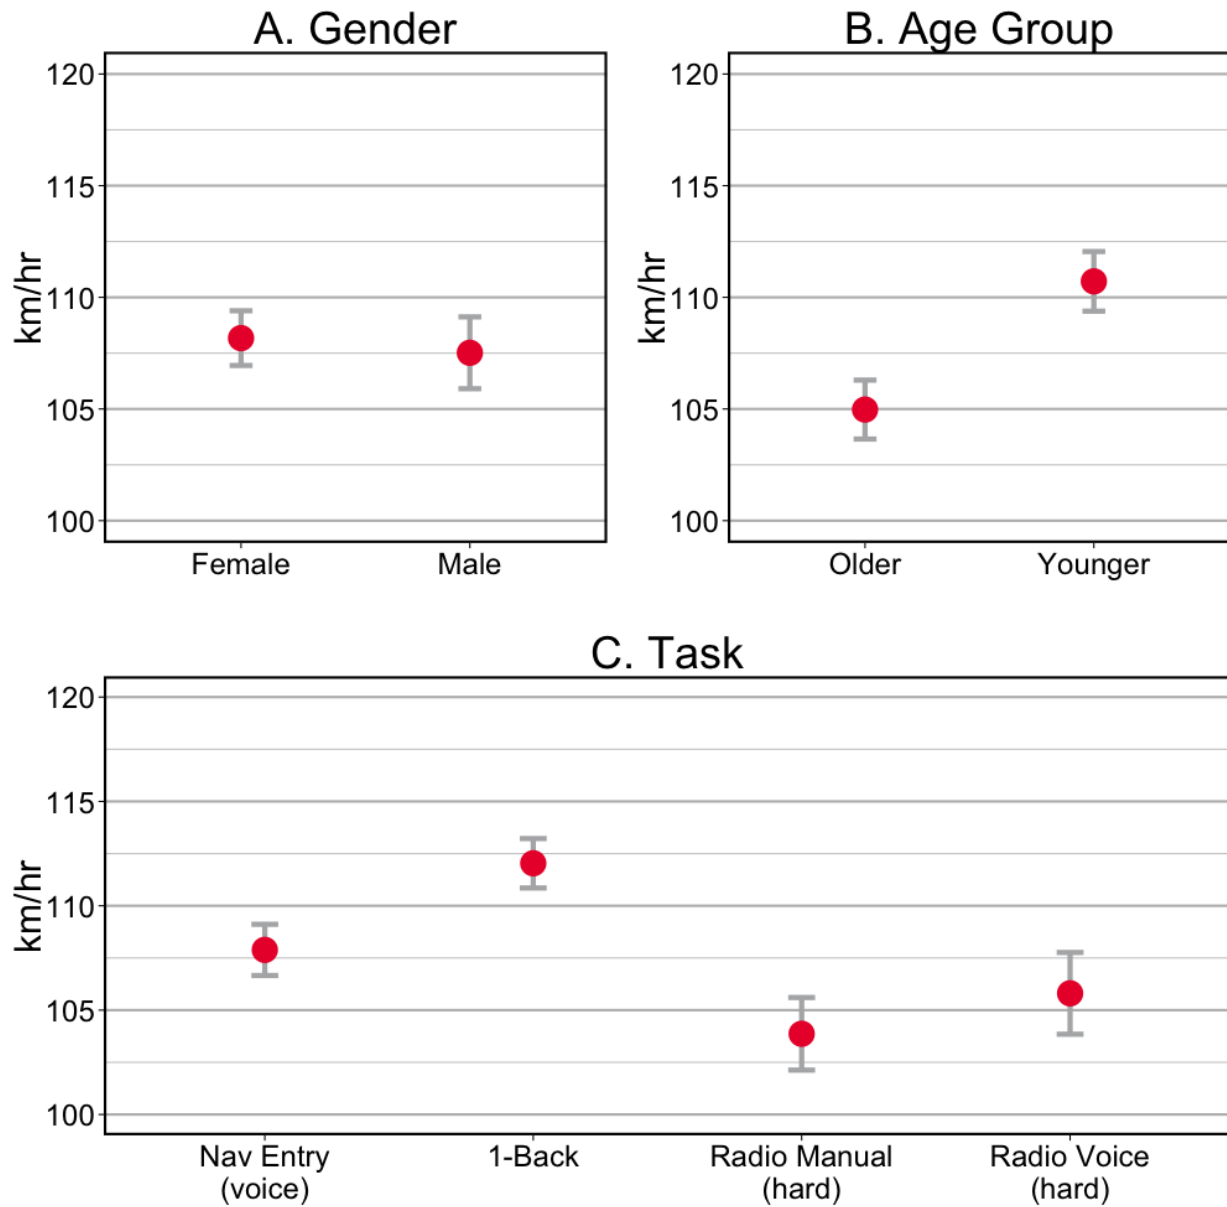 A. Gender
B. Age Group
120
115
110
105
100
km/hr
Female Male
120
115
110
105
100
km/hr
Older Younger
C. Task
120
115
110
105
100
km/hr
Nav Entry 1-Back Radio Manual Radio Voice
(voice) (hard) (hard)